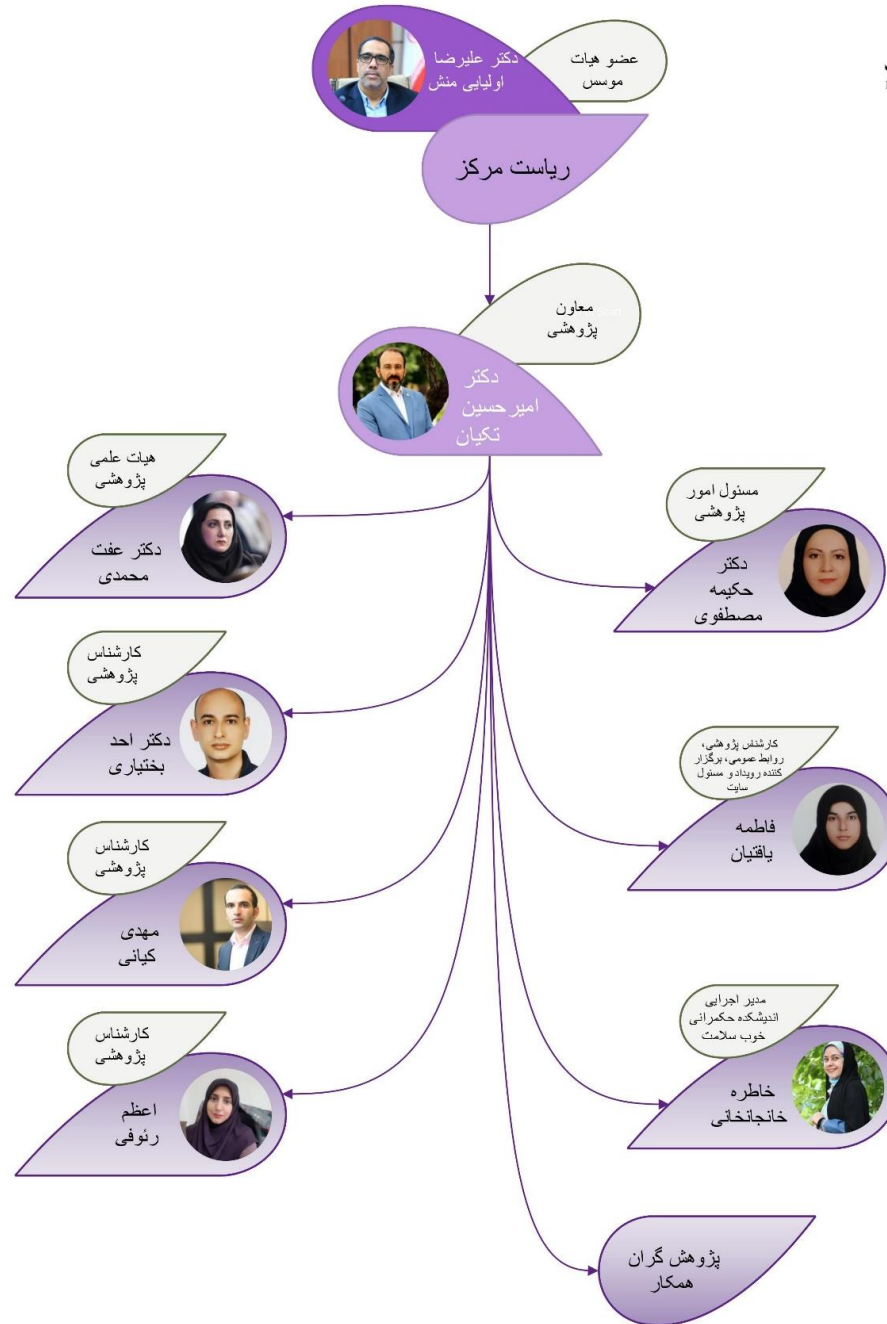 عضو هیات
موسس
دکتر علیرضا
اولیایی منش
ریاست مرکز
معاون
پژوهشی
دکتر
امیرحسین
تکیان
هیات علمی
پژوهشی
دکتر عفت
محمدی
مسئول امور
پژوهشی
دکتر
حکیمه
مصطفوی
کارشناس
پژوهشی
دکتر احد
بختیاری
کارشناس پژوهشی،
روابط عمومی، برگزار
کننده رویداد و مسئول
سایت
فاطمه
یافتیان
کارشناس
پژوهشی
مهدی
کیانی
مدیر اجرایی
اندیشکده حکمرانی
خوب سلامت
خاطره
خانجانخانی
کارشناس
پژوهشی
اعظم
رئوفی
پژوهش گران
همکار